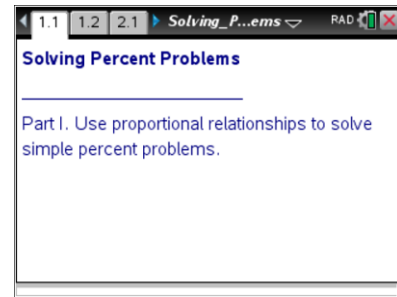 1.1 1.2 2.1 Solving_P...ems RAD
Solving Percent Problems
Part I. Use proportional relationships to solve
simple percent problems.